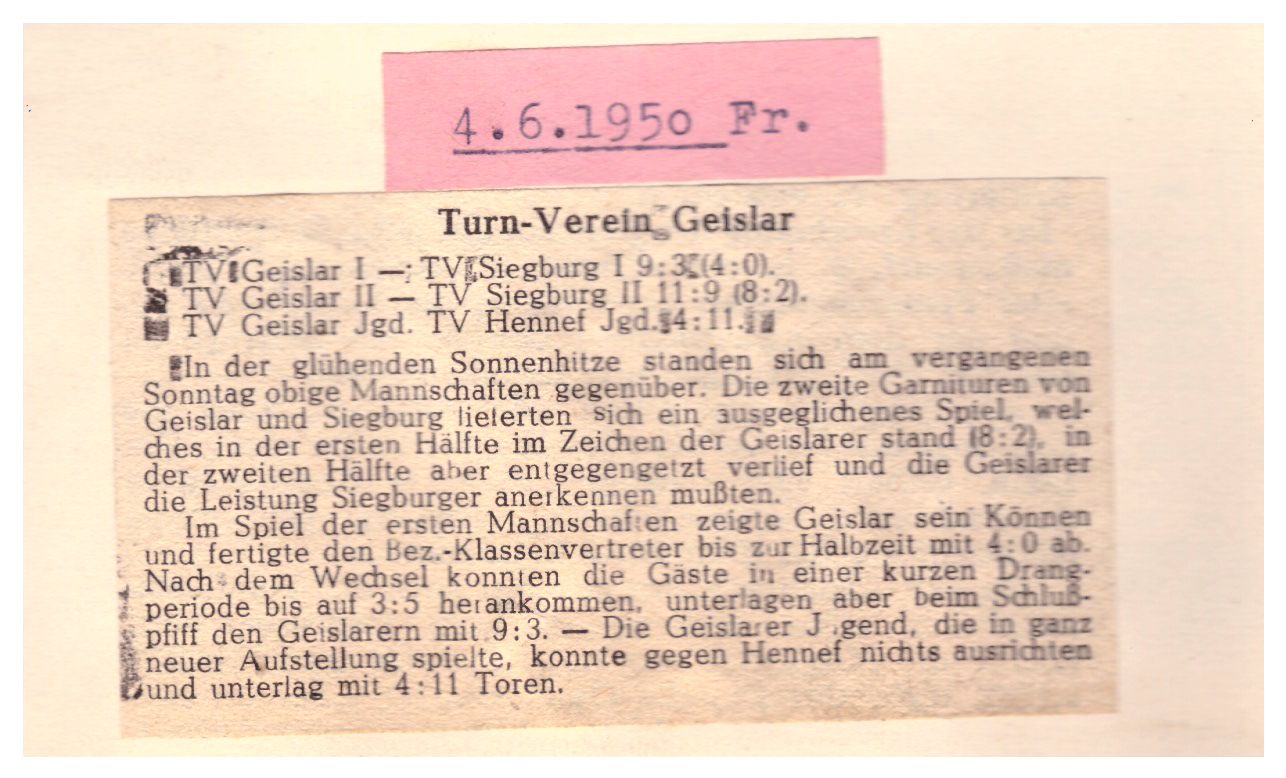 4.6.1950 Fr.
Turn-Verein Geislar
TV Geislar I — TV Siegburg I 9:3 (4:0).
TV Geislar II — TV Siegburg II 11:9 (8:2).
TV Geislar Jgd. TV Hennef Jgd. 4:11.
In der glühenden Sonnenhitze standen sich am vergangenen
Sonntag obige Mannschaften gegenüber. Die zweite Garnituren von
Geislar und Siegburg lieferten sich ein ausgeglichenes Spiel, wel-
ches in der ersten Hälfte im Zeichen der Geislarer stand (8:2), in
der zweiten Hälfte aber entgegengetzt verlief und die Geislarer
die Leistung Siegburger anerkennen mußten.
Im Spiel der ersten Mannschaften zeigte Geislar sein Können
und fertigte den Bez.-Klassenvertreter bis zur Halbzeit mit 4:0 ab.
Nach dem Wechsel konnten die Gäste in einer kurzen Drang-
periode bis auf 3:5 herankommen, unterlagen aber beim Schluß-
pfiff den Geislarern mit 9:3. — Die Geislarer Jugend, die in ganz
neuer Aufstellung spielte, konnte gegen Hennef nichts ausrichten
und unterlag mit 4:11 Toren.